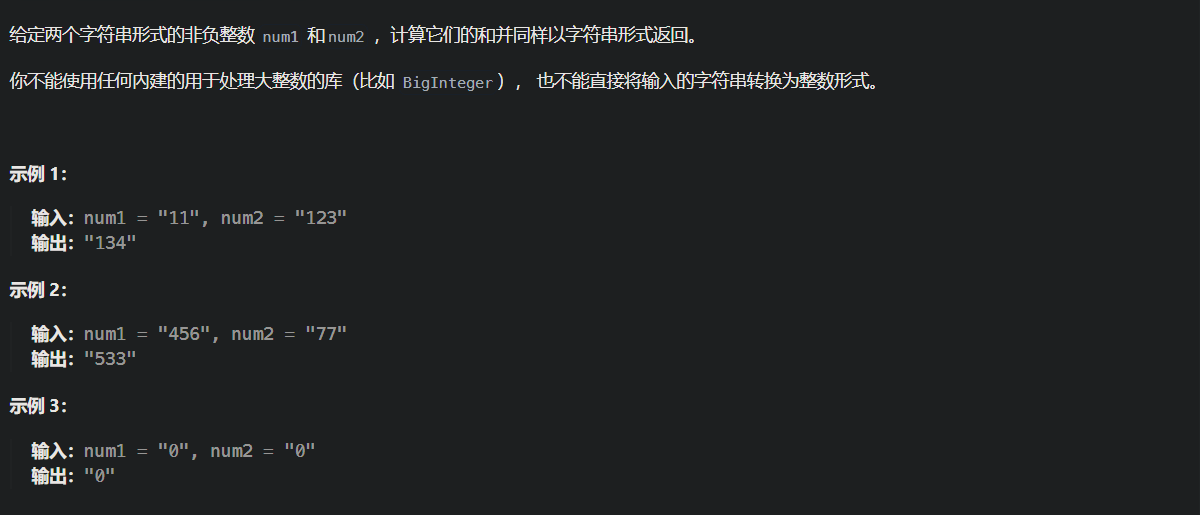 给定两个字符串形式的非负整数 num1 和num2 ，计算它们的和并同样以字符串形式返回。
你不能使用任何内建的用于处理大整数的库（比如 BigInteger）， 也不能直接将输入的字符串转换为整数形式。
示例 1：
输入：num1 = "11", num2 = "123"
输出："134"
示例 2：
输入：num1 = "456", num2 = "77"
输出："533"
示例 3：
输入：num1 = "0", num2 = "0"
输出："0"